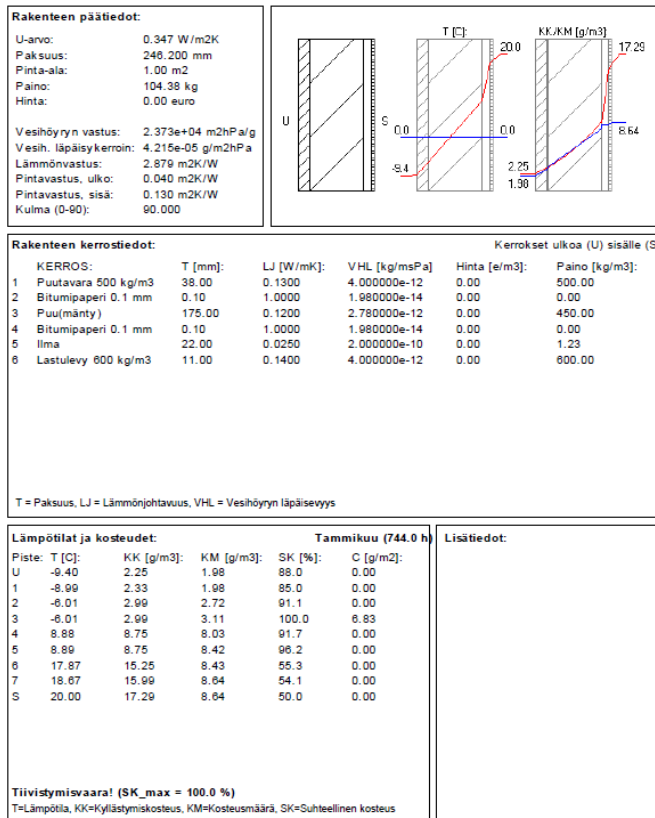 Rakenteen päätiedot:
U-arvo: 0.347 W/m2K
Paksuus: 246.200 mm
Pinta-ala: 1.00 m2
Paino: 104.38 kg
Hinta: 0.00 euro
Vesihöyryn vastus: 2.373e+04 m2hPa/g
Vesih. läpäisykerroin: 4.215e-05 g/m2hPa
Lämmönvastus: 2.879 m2K/W
Pintavastus, ulko: 0.040 m2K/W
Pintavastus, sisä: 0.130 m2K/W
Kulma (0-90): 90.000
T [C]: KK/KM [g/m3]
20.0 17.29
U S 0.0 0.0 8.64
-9.4 2.25
1.98
Rakenteen kerrostiedot: Kerrokset ulkoa (U) sisälle (S
KERROS: T [mm]: LJ [W/mK]: VHL [kg/msPa] Hinta [e/m3]: Paino [kg/m3]:
1 Puutavara 500 kg/m3 38.00 0.1300 4.000000e-12 0.00 500.00
2 Bitumipaperi 0.1 mm 0.10 1.0000 1.980000e-14 0.00 0.00
3 Puu(mänty) 175.00 0.1200 2.780000e-12 0.00 450.00
4 Bitumipaperi 0.1 mm 0.10 1.0000 1.980000e-14 0.00 0.00
5 Ilma 22.00 0.0250 2.000000e-10 0.00 1.23
6 Lastulevy 600 kg/m3 11.00 0.1400 4.000000e-12 0.00 600.00
T = Paksuus, LJ = Lämmönjohtavuus, VHL = Vesihöyryn läpäisevyys
Lämpötilat ja kosteudet: Tammikuu (744.0 h) Lisätiedot:
Piste: T [C]: KK [g/m3]: KM [g/m3]: SK [%]: C [g/m2]:
U -9.40 2.25 1.98 88.0 0.00
1 -8.99 2.33 1.98 85.0 0.00
2 -6.01 2.99 2.72 91.1 0.00
3 -6.01 2.99 3.11 100.0 6.83
4 8.88 8.75 8.03 91.7 0.00
5 8.89 8.75 8.42 96.2 0.00
6 17.87 15.25 8.43 55.3 0.00
7 18.67 15.99 8.64 54.1 0.00
S 20.00 17.29 8.64 50.0 0.00
Tiivistymisvaara! (SK_max = 100.0 %)
T=Lämpötila, KK=Kyllästymiskosteus, KM=Kosteusmäärä, SK=Suhteellinen kosteus